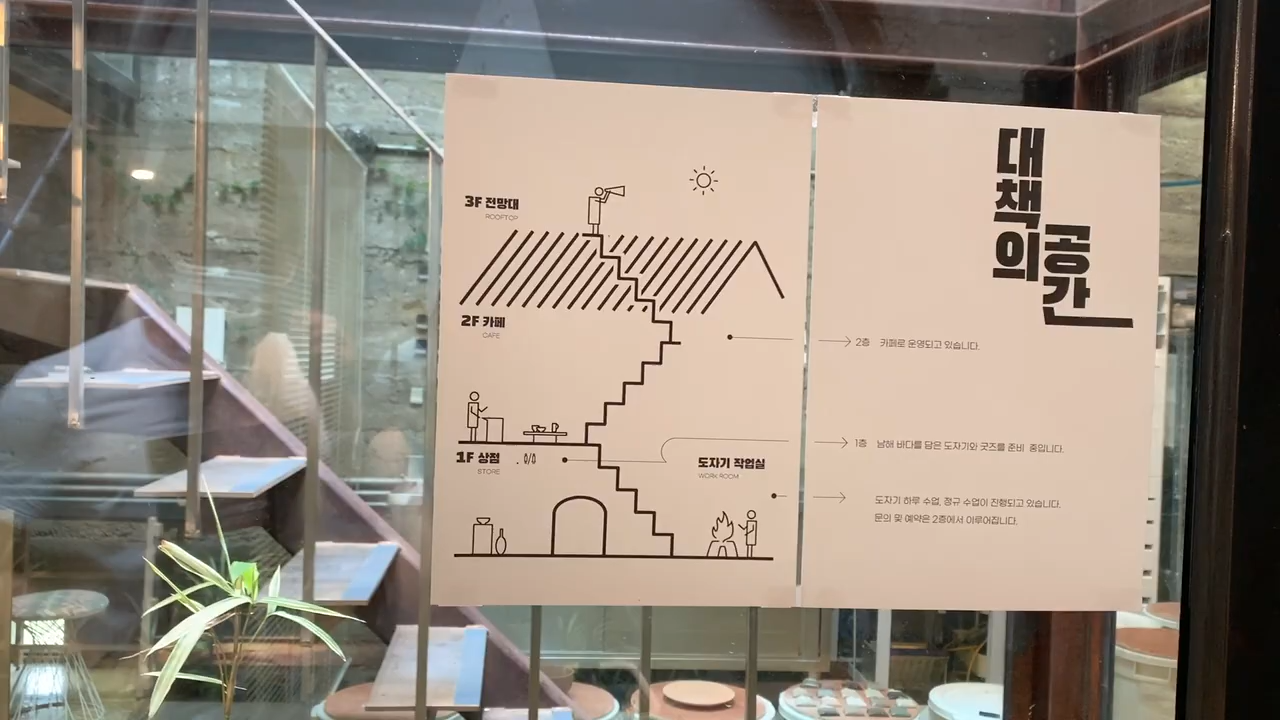 3F 전망대
ROOFTOP
2F 카페
CAFE
1F 상점
STORE
도자기 작업실
WORK ROOM
대책의
공간
2층 카페로 운영되고 있습니다.
1층 남해 바다를 담은 도자기와 굿즈를 준비 중입니다.
도자기 하루 수업, 정규 수업이 진행되고 있습니다.
문의 및 예약은 2층에서 이루어집니다.